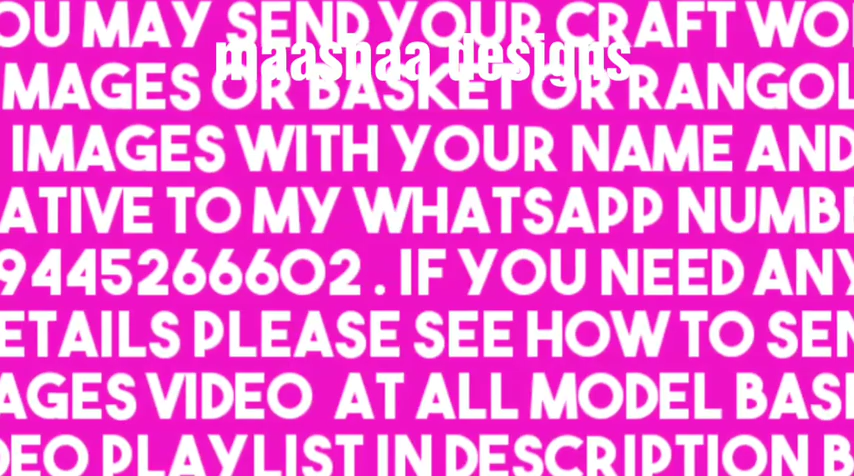 OU MAY SEND YOUR CRAFT WO
maasnaa designs
MAGES OR BASKET OR RANGOL
IMAGES WITH YOUR NAME AND
ATIVE TO MY WHATSAPP NUMB
9445266602 . IF YOU NEED ANY
ETAILS PLEASE SEE HOW TO SEN
AGES VIDEO AT ALL MODEL BAS
DEO PLAYLIST IN DESCRIPTION B